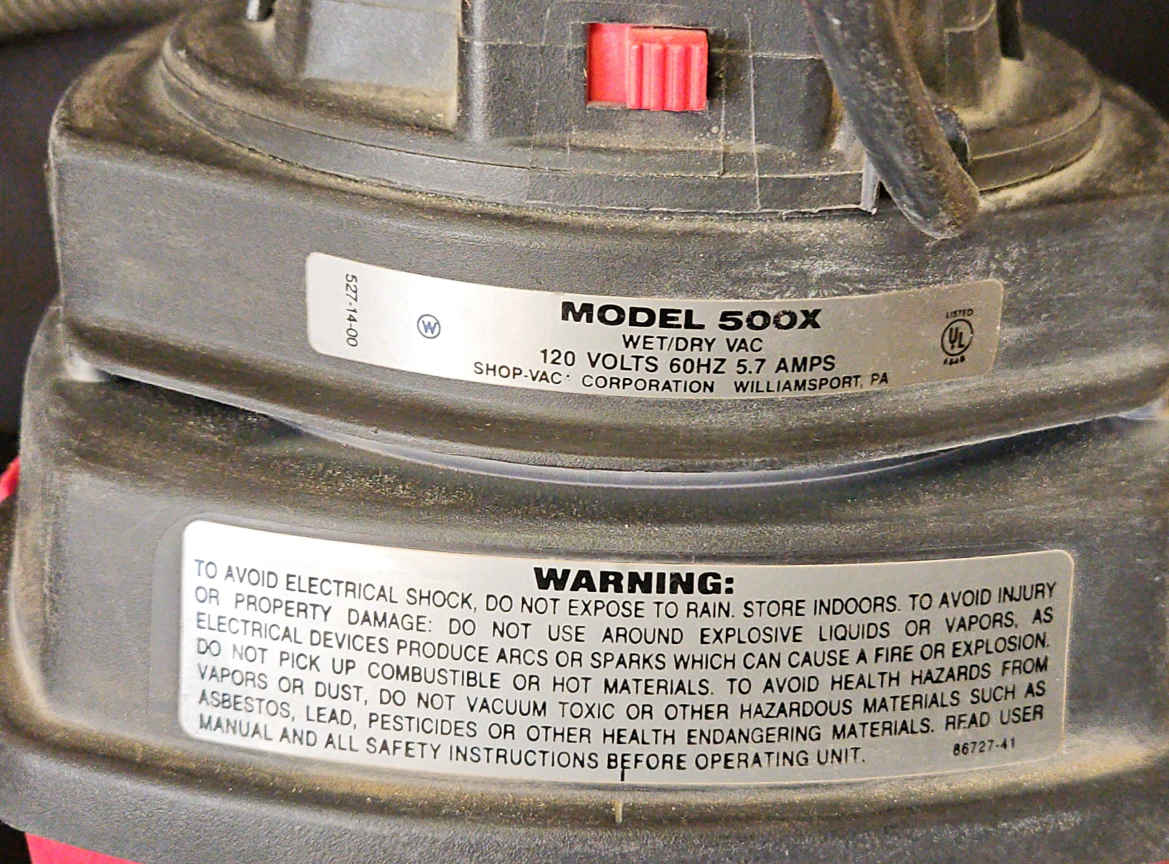 527-14-00
W
MODEL 500X
WET/DRY VAC
120 VOLTS 60HZ 5.7 AMPS
SHOP-VAC® CORPORATION WILLIAMSPORT, PA
LISTED
UL
WARNING:
TO AVOID ELECTRICAL SHOCK, DO NOT EXPOSE TO RAIN. STORE INDOORS. TO AVOID INJURY
OR PROPERTY DAMAGE: DO NOT USE AROUND EXPLOSIVE LIQUIDS OR VAPORS, AS
ELECTRICAL DEVICES PRODUCE ARCS OR SPARKS WHICH CAN CAUSE A FIRE OR EXPLOSION.
DO NOT PICK UP COMBUSTIBLE OR HOT MATERIALS. TO AVOID HEALTH HAZARDS FROM
VAPORS OR DUST, DO NOT VACUUM TOXIC OR OTHER HAZARDOUS MATERIALS SUCH AS
ASBESTOS, LEAD, PESTICIDES OR OTHER HEALTH ENDANGERING MATERIALS. READ USER
MANUAL AND ALL SAFETY INSTRUCTIONS BEFORE OPERATING UNIT.
86727-41